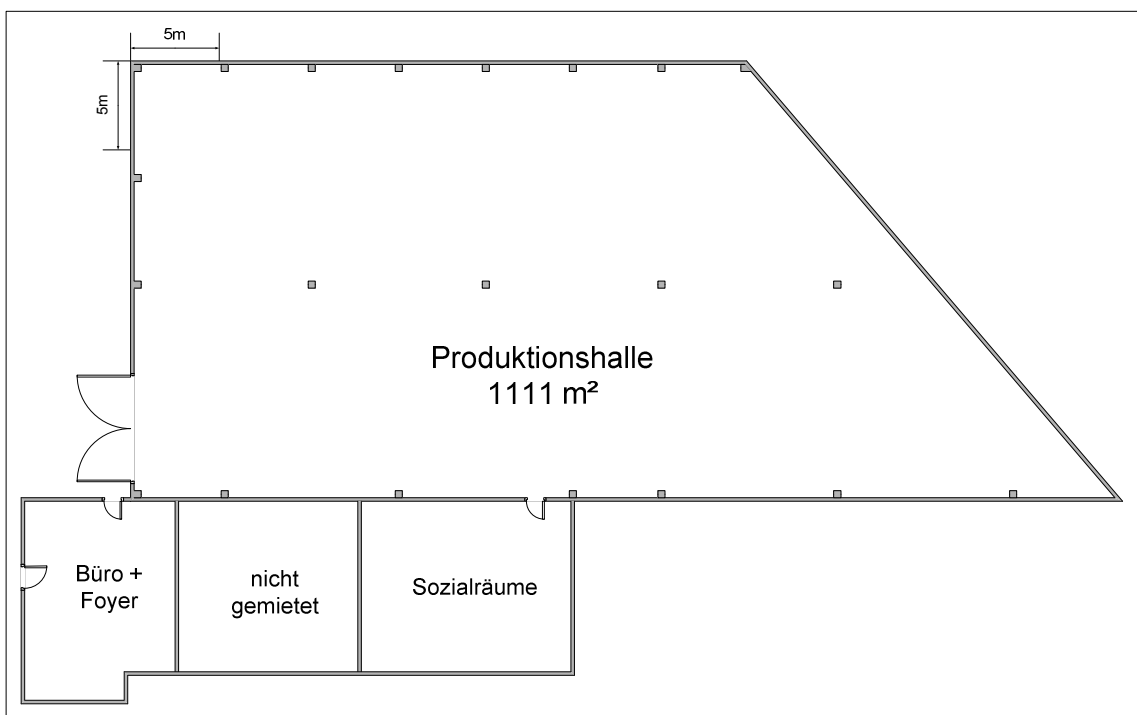 5m
5m
Produktionshalle
1111 m²
Büro +
Foyer
nicht
gemietet
Sozialräume